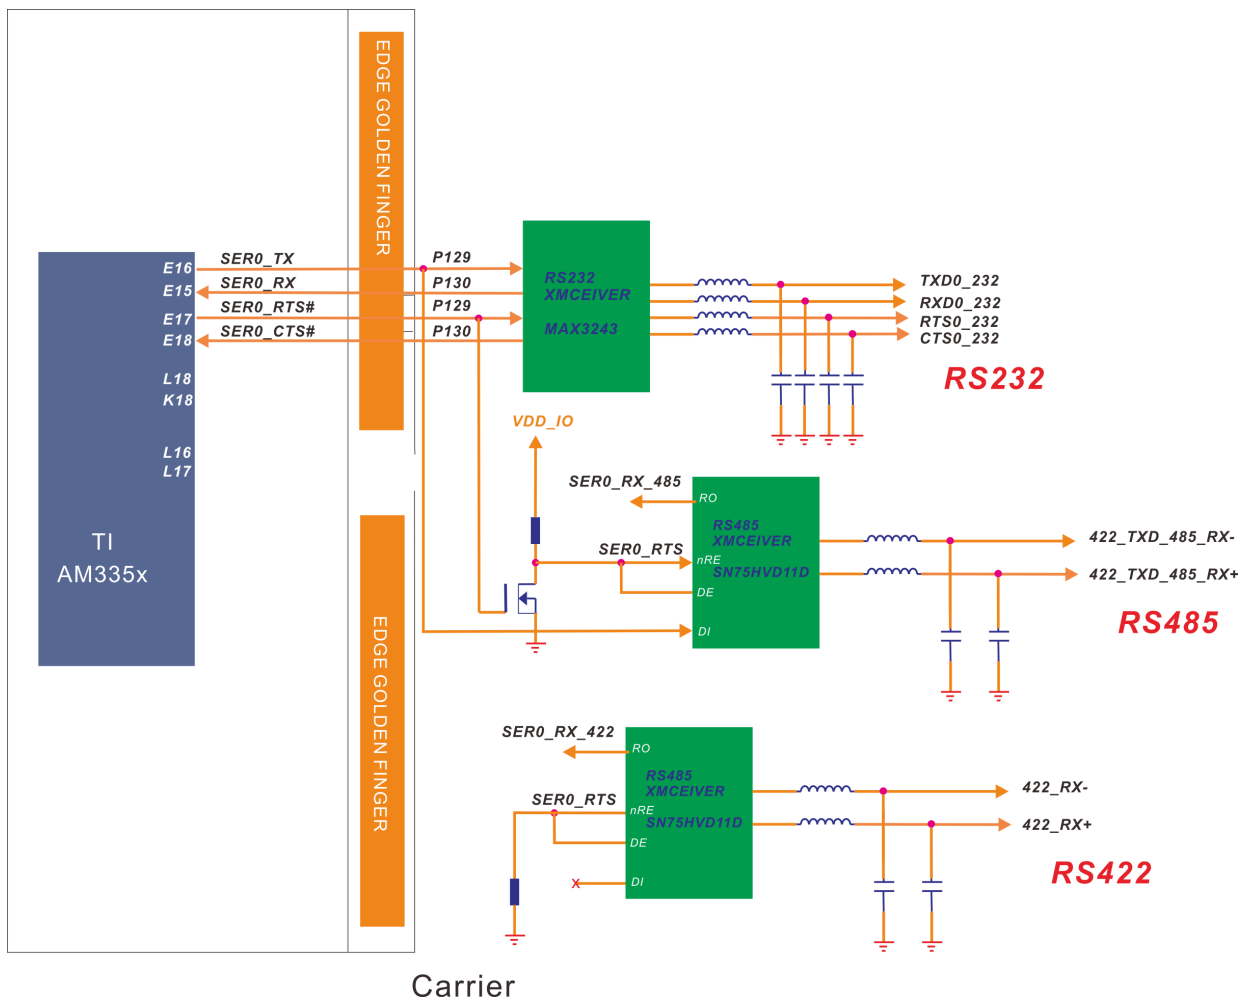 EDGE GOLDEN FINGER
SER0_TX
P129
E16
SER0_RX
P130
E15
SER0_RTS#
P129
E17
SER0_CTS#
P130
E18
L18
K18
L16
L17
TI
AM335x
RS232
XMCEIVER
MAX3243
TXD0_232
RXD0_232
RTS0_232
CTS0_232
RS232
VDD_IO
SER0_RX_485
RO
RS485
XMCEIVER
SER0_RTS
nRE
SN75HVD11D
DE
DI
422_TXD_485_RX-
422_TXD_485_RX+
RS485
EDGE GOLDEN FINGER
SER0_RX_422
RO
RS485
XMCEIVER
SER0_RTS
nRE
SN75HVD11D
DE
X
DI
422_RX-
422_RX+
RS422
Carrier